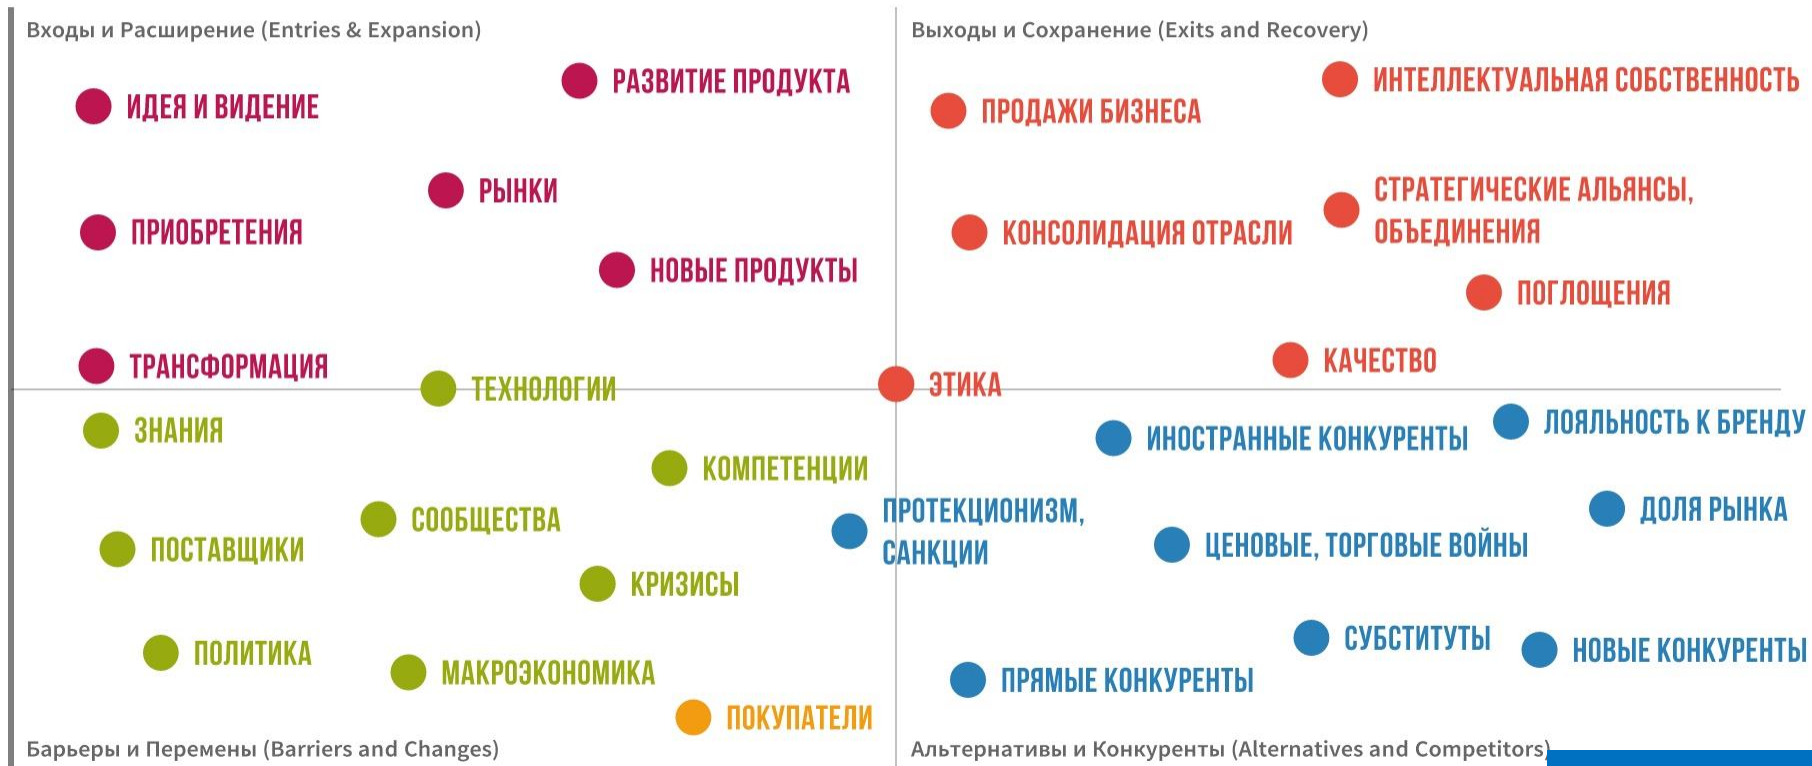 Входы и Расширение (Entries & Expansion)
РАЗВИТИЕ ПРОДУКТА
ИДЕЯ И ВИДЕНИЕ
РЫНКИ
ПРИОБРЕТЕНИЯ
НОВЫЕ ПРОДУКТЫ
ТРАНСФОРМАЦИЯ
Выходы и Сохранение (Exits and Recovery)
ИНТЕЛЛЕКТУАЛЬНАЯ СОБСТВЕННОСТЬ
ПРОДАЖИ БИЗНЕСА
СТРАТЕГИЧЕСКИЕ АЛЬЯНСЫ,
ОБЪЕДИНЕНИЯ
КОНСОЛИДАЦИЯ ОТРАСЛИ
ПОГЛОЩЕНИЯ
КАЧЕСТВО
ЭТИКА
ТЕХНОЛОГИИ
ЗНАНИЯ
КОМПЕТЕНЦИИ
СООБЩЕСТВА
ПОСТАВЩИКИ
КРИЗИСЫ
ПОЛИТИКА
МАКРОЭКОНОМИКА
ПОКУПАТЕЛИ
Барьеры и Перемены (Barriers and Changes)
ЛОЯЛЬНОСТЬ К БРЕНДУ
ИНОСТРАННЫЕ КОНКУРЕНТЫ
ПРОТЕКЦИОНИЗМ,
САНКЦИИ
ДОЛЯ РЫНКА
ЦЕНОВЫЕ, ТОРГОВЫЕ ВОЙНЫ
СУБСТИТУТЫ
НОВЫЕ КОНКУРЕНТЫ
ПРЯМЫЕ КОНКУРЕНТЫ
Альтернативы и Конкуренты (Alternatives and Competitors)